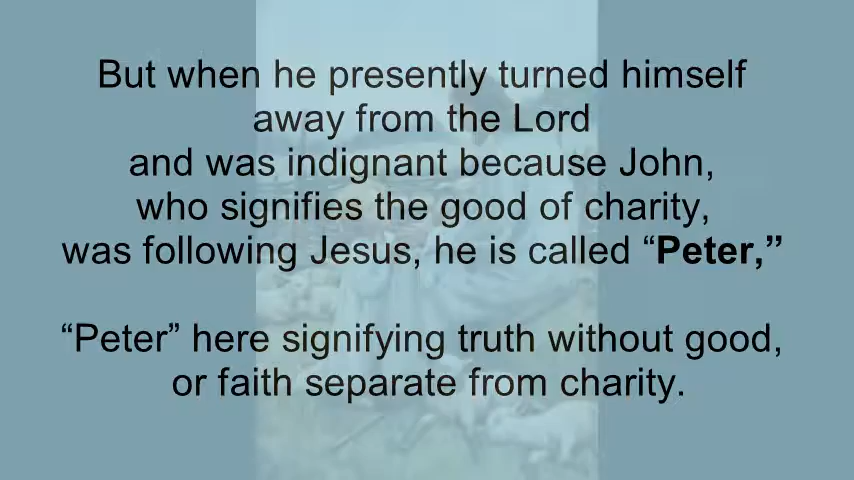 But when he presently turned himself
away from the Lord
and was indignant because John,
who signifies the good of charity,
was following Jesus, he is called “Peter,”
“Peter” here signifying truth without good,
or faith separate from charity.